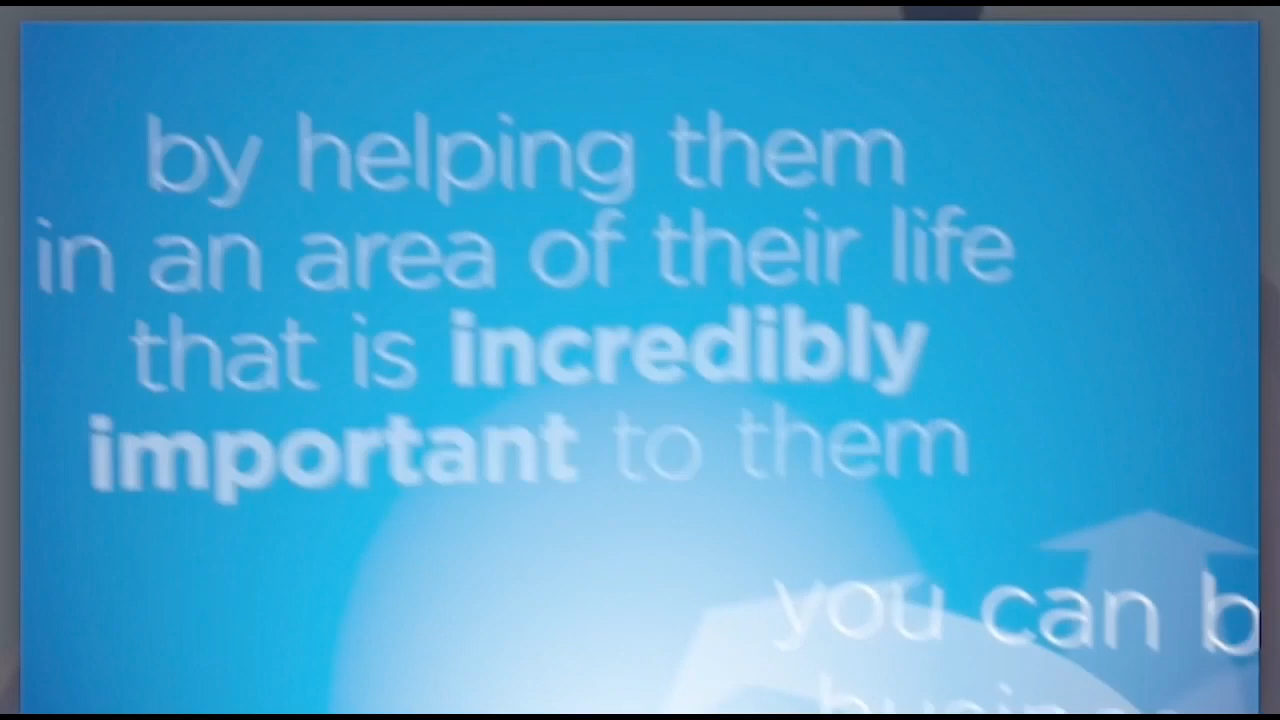 by helping them
in an area of their life
that is incredibly
important to them
you can b